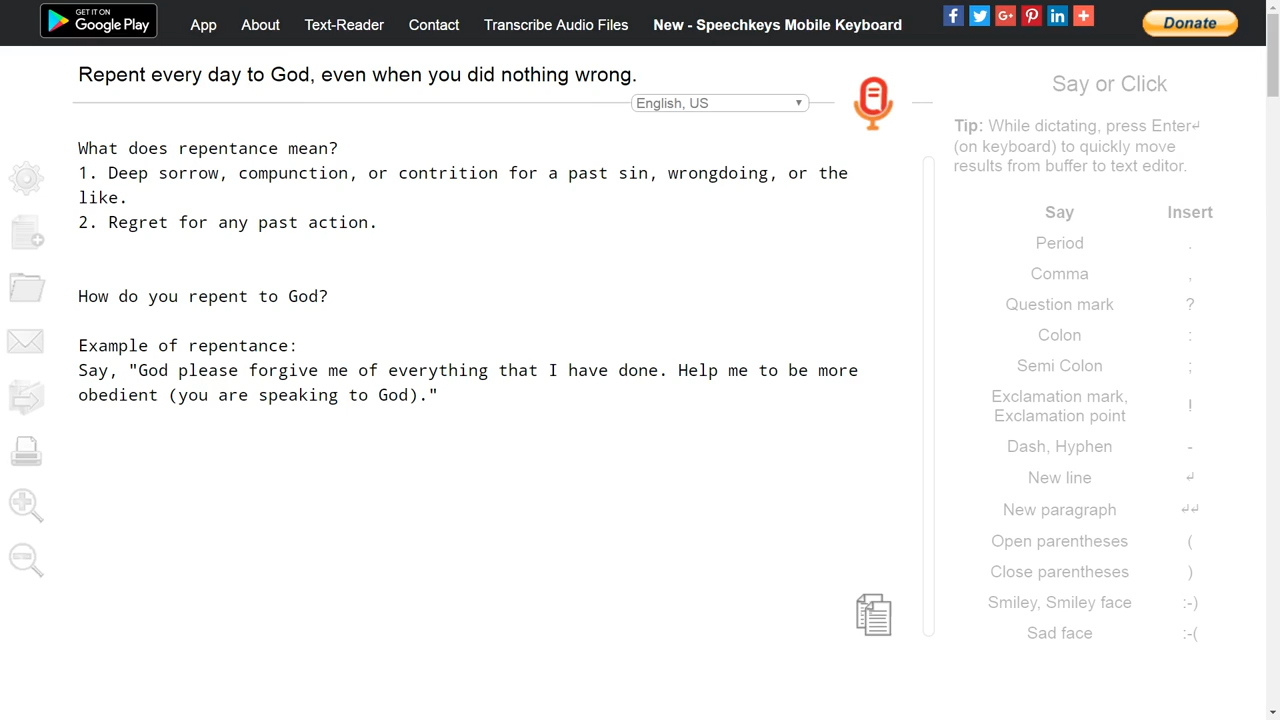 GET IT ON
Google Play
App
About
Text-Reader
Contact
Transcribe Audio Files
New - Speechkeys Mobile Keyboard
Donate
Repent every day to God, even when you did nothing wrong.
English, US
What does repentance mean?
1. Deep sorrow, compunction, or contrition for a past sin, wrongdoing, or the
like.
2. Regret for any past action.
How do you repent to God?
Example of repentance:
Say, "God please forgive me of everything that I have done. Help me to be more
obedient (you are speaking to God)."
Say or Click
Tip: While dictating, press Enter↵
(on keyboard) to quickly move
results from buffer to text editor.
Say Insert
Period .
Comma ,
Question mark ?
Colon :
Semi Colon ;
Exclamation mark,
Exclamation point !
Dash, Hyphen -
New line ↵
New paragraph ↵↵
Open parentheses (
Close parentheses )
Smiley, Smiley face :-)
Sad face :-(